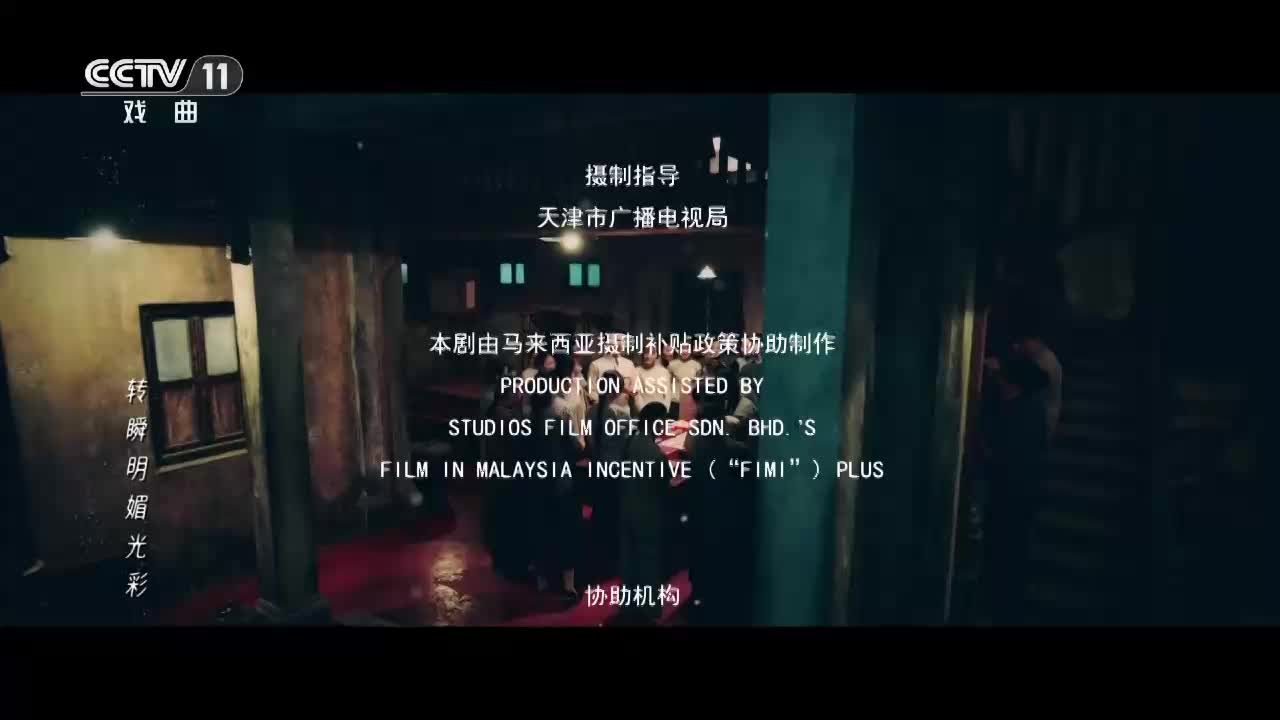 CCTV 11
戏曲
摄制指导
天津市广播电视局
本剧由马来西亚摄制补贴政策协助制作
PRODUCTION ASSISTED BY
STUDIOS FILM OFFICE SDN. BHD.'S
FILM IN MALAYSIA INCENTIVE (“FIMI”) PLUS
协助机构
转瞬明媚光彩